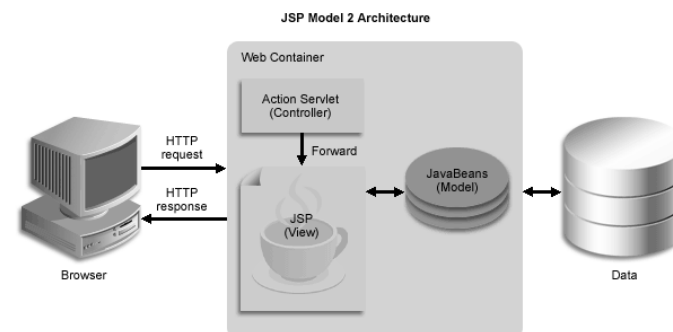 JSP Model 2 Architecture
Web Container
Action Servlet
(Controller)
HTTP
request
Forward
JavaBeans
(Model)
HTTP
response
JSP
(View)
Browser
Data